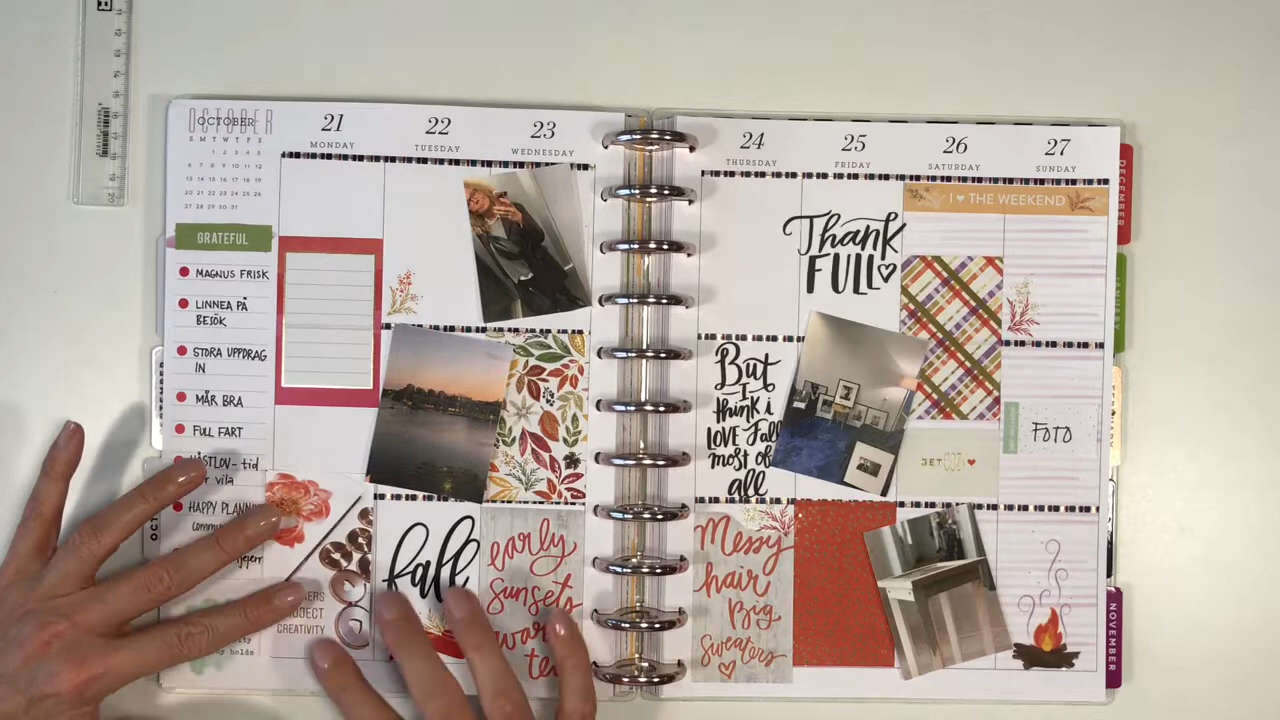 OCTOBER
OCTOBER
S M T W T F S
1 2 3 4 5
6 7 8 9 10 11 12
13 14 15 16 17 18 19
20 21 22 23 24 25 26
27 28 29 30 31
GRATEFUL
MAGNUS FRISK
LINNEA PÅ
BESÖK
STORA UPPDRAG
IN
MÅR BRA
FULL FART
HAPPY
21
MONDAY
22
TUESDAY
23
WEDNESDAY
PROJECT
CREATIVITY
fall
early
sunsets
24
THURSDAY
25
FRIDAY
26
SATURDAY
27
SUNDAY
Thank
FULL
I ♥ THE WEEKEND
But
I
think i
LOVE Fall
most of
all
FOTO
Messy
hair
Big
Sweaters
DECEMBER
JANUARY
NOVEMBER